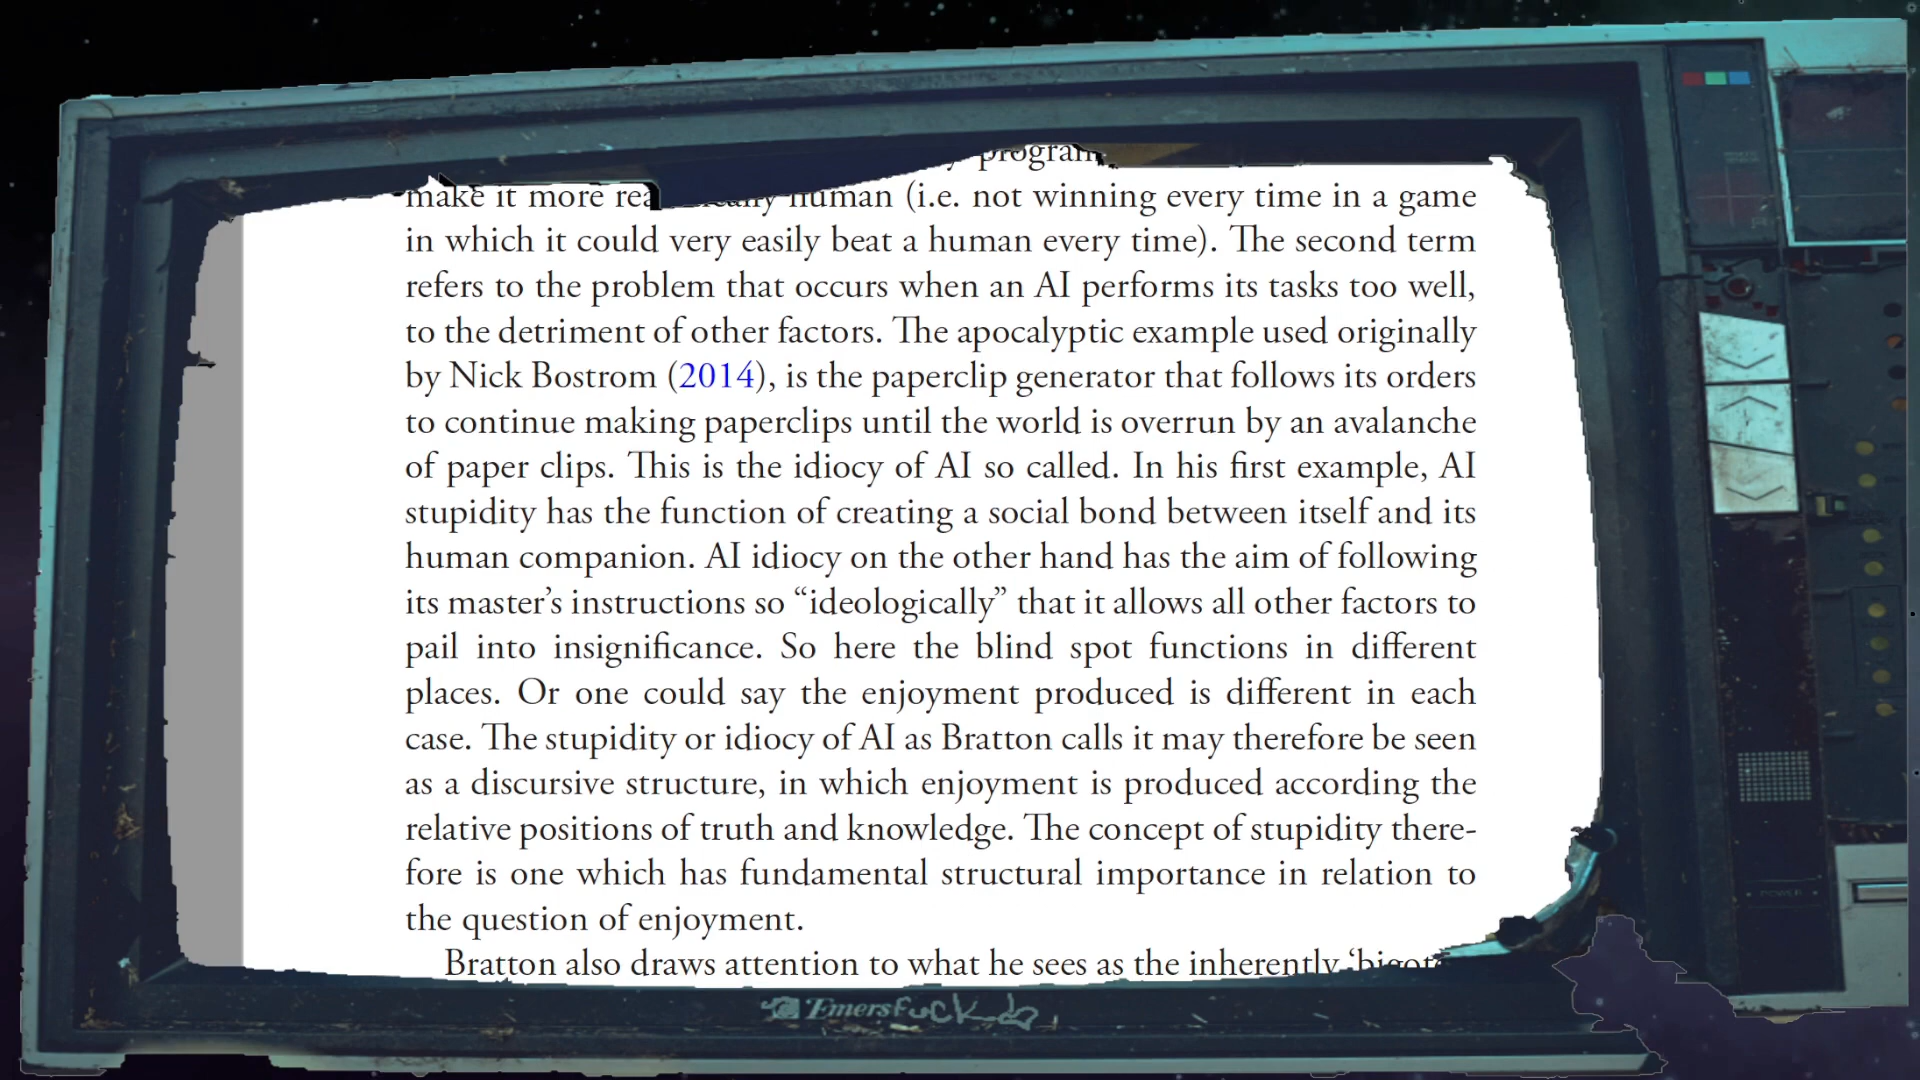 program
make it more realistically human (i.e. not winning every time in a game
in which it could very easily beat a human every time). The second term
refers to the problem that occurs when an AI performs its tasks too well,
to the detriment of other factors. The apocalyptic example used originally
by Nick Bostrom (2014), is the paperclip generator that follows its orders
to continue making paperclips until the world is overrun by an avalanche
of paper clips. This is the idiocy of AI so called. In his first example, AI
stupidity has the function of creating a social bond between itself and its
human companion. AI idiocy on the other hand has the aim of following
its master’s instructions so “ideologically” that it allows all other factors to
pail into insignificance. So here the blind spot functions in different
places. Or one could say the enjoyment produced is different in each
case. The stupidity or idiocy of AI as Bratton calls it may therefore be seen
as a discursive structure, in which enjoyment is produced according the
relative positions of truth and knowledge. The concept of stupidity there-
fore is one which has fundamental structural importance in relation to
the question of enjoyment.
Bratton also draws attention to what he sees as the inherently
Emersfuck
POWER